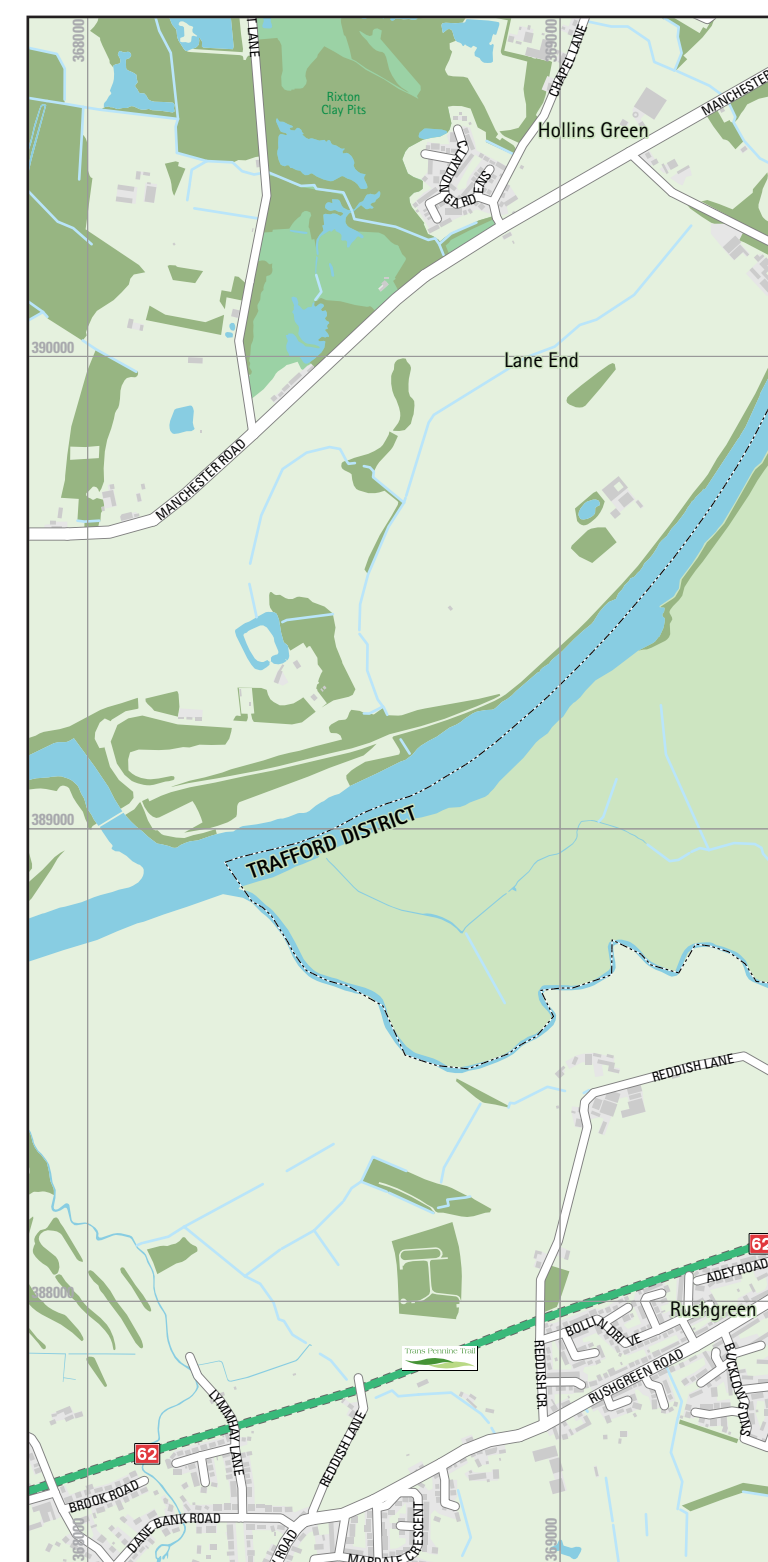 368000
LANE
Rixton
Clay Pits
CHAPEL LANE
369000
MANCHESTER
Hollins Green
CLAYDON
GARDENS
390000
Lane End
MANCHESTER ROAD
389000
TRAFFORD DISTRICT
REDDISH LANE
62
ADEY ROAD
388000
Rushgreen
BOLLIN DRIVE
Trans Pennine Trail
REDDISH CR.
RUSHGREEN ROAD
BUCKLOW GDNS
LYMMHAY LANE
REDDISH LANE
62
BROOK ROAD
DANE BANK ROAD
ROAD
MARDALE CRESCENT
368000
369000